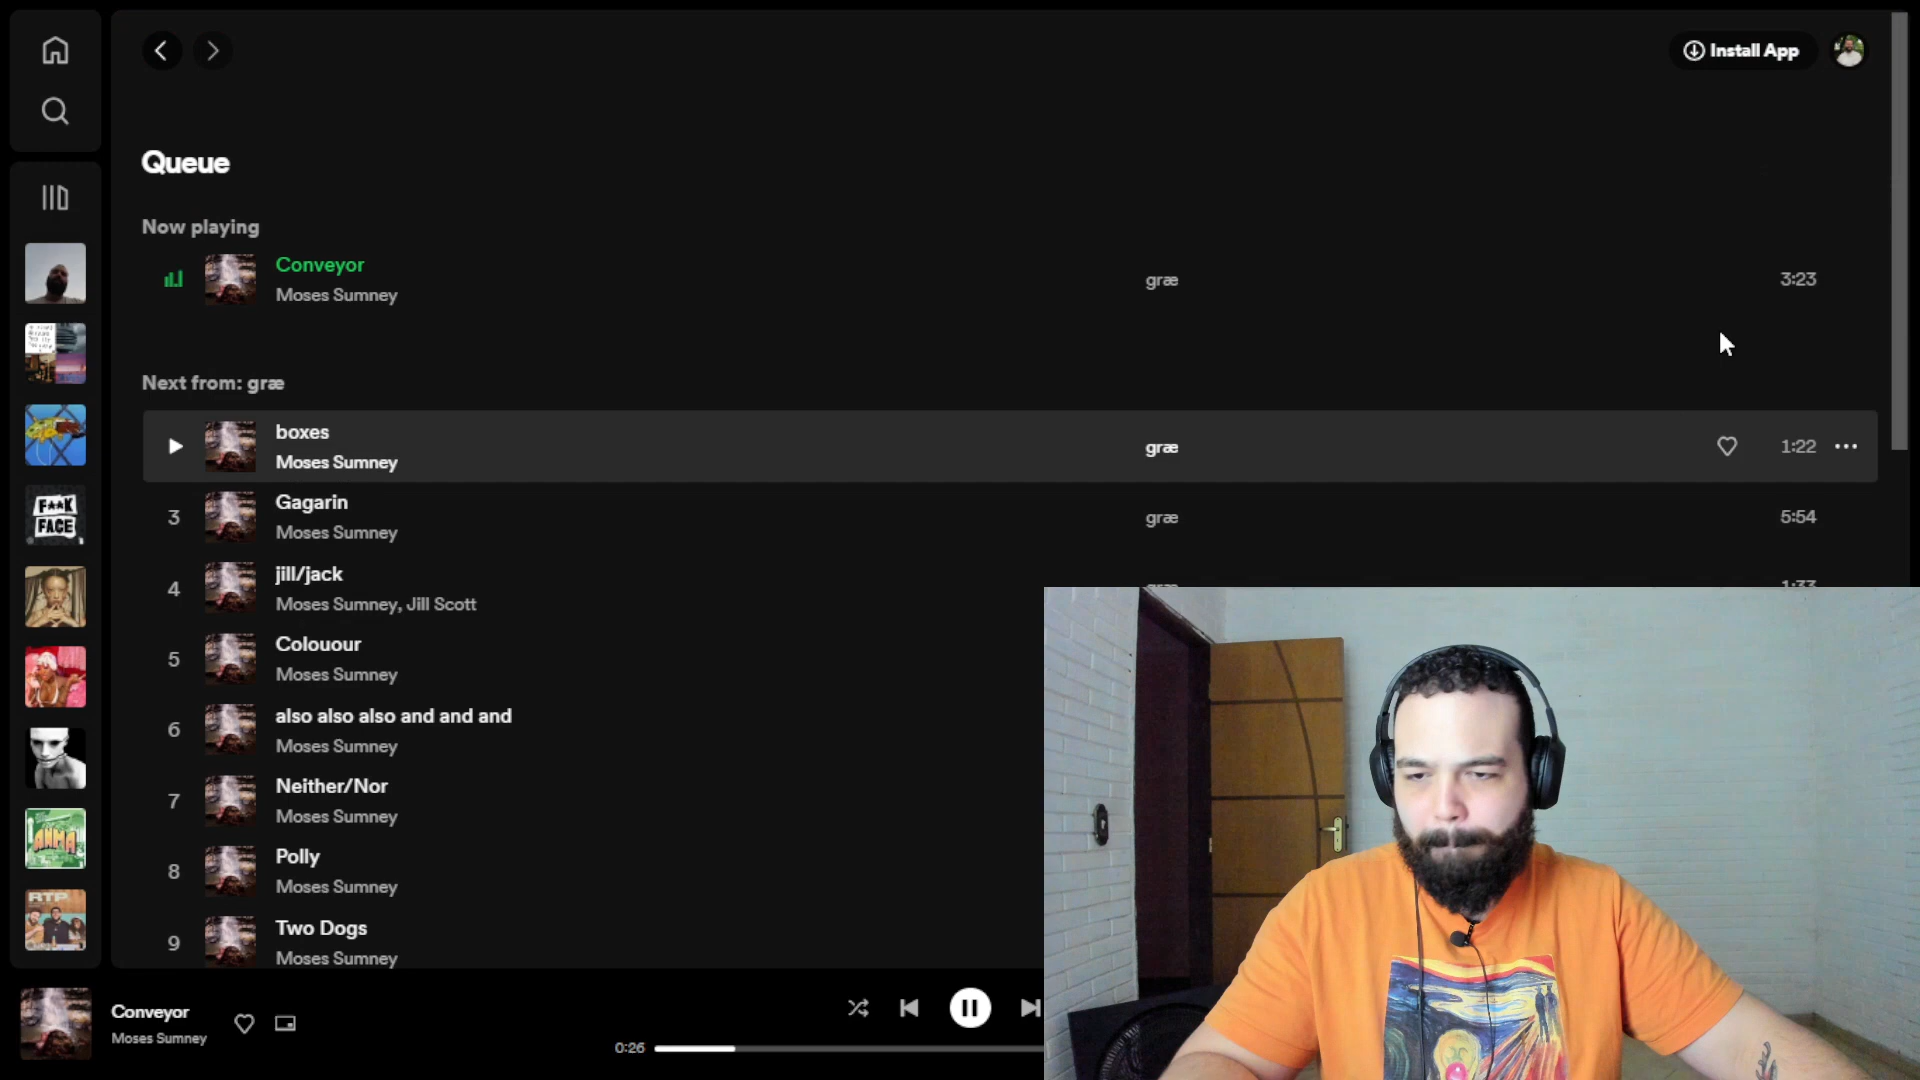 Install App
Queue
Now playing
Conveyor
Moses Sumney
græ
3:23
Next from: græ
boxes
Moses Sumney
græ
1:22
3
Gagarin
Moses Sumney
græ
5:54
4
jill/jack
Moses Sumney, Jill Scott
5
Colouour
Moses Sumney
6
also also also and and and
Moses Sumney
7
Neither/Nor
Moses Sumney
8
Polly
Moses Sumney
9
Two Dogs
Moses Sumney
F**K
FACE
ANMA
RTP
Conveyor
Moses Sumney
0:26